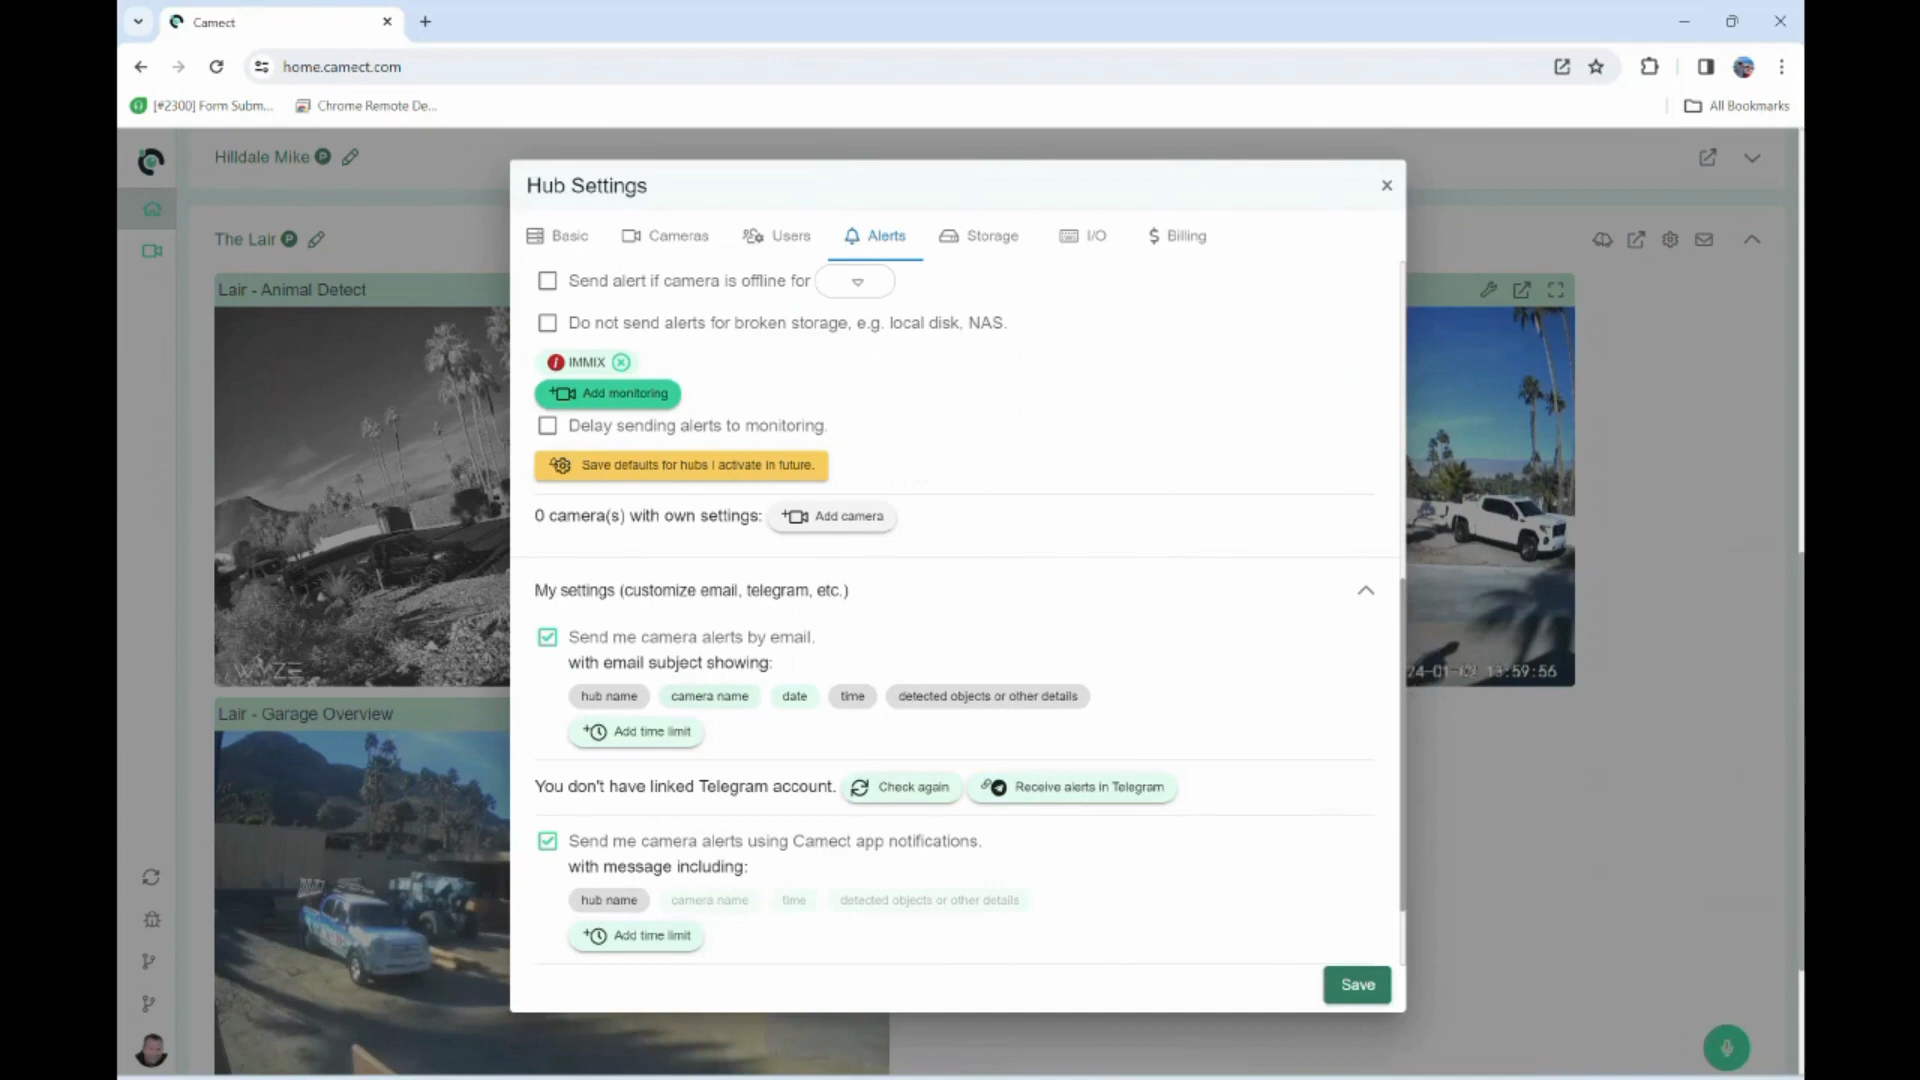 Camect
home.camect.com
[#2300] Form Subm...
Chrome Remote De...
All Bookmarks
Hilldale Mike P
The Lair P
Lair - Animal Detect
WYZE
Lair - Garage Overview
Hub Settings
Basic
Cameras
Users
Alerts
Storage
I/O
$ Billing
Send alert if camera is offline for
Do not send alerts for broken storage, e.g. local disk, NAS.
IMMIX
Add monitoring
Delay sending alerts to monitoring.
Save defaults for hubs I activate in future.
0 camera(s) with own settings:
Add camera
My settings (customize email, telegram, etc.)
Send me camera alerts by email.
with email subject showing:
hub name
camera name
date
time
detected objects or other details
Add time limit
You don't have linked Telegram account.
Check again
Receive alerts in Telegram
Send me camera alerts using Camect app notifications.
with message including:
hub name
camera name
time
detected objects or other details
Add time limit
Save
24-01-02 13:59:56